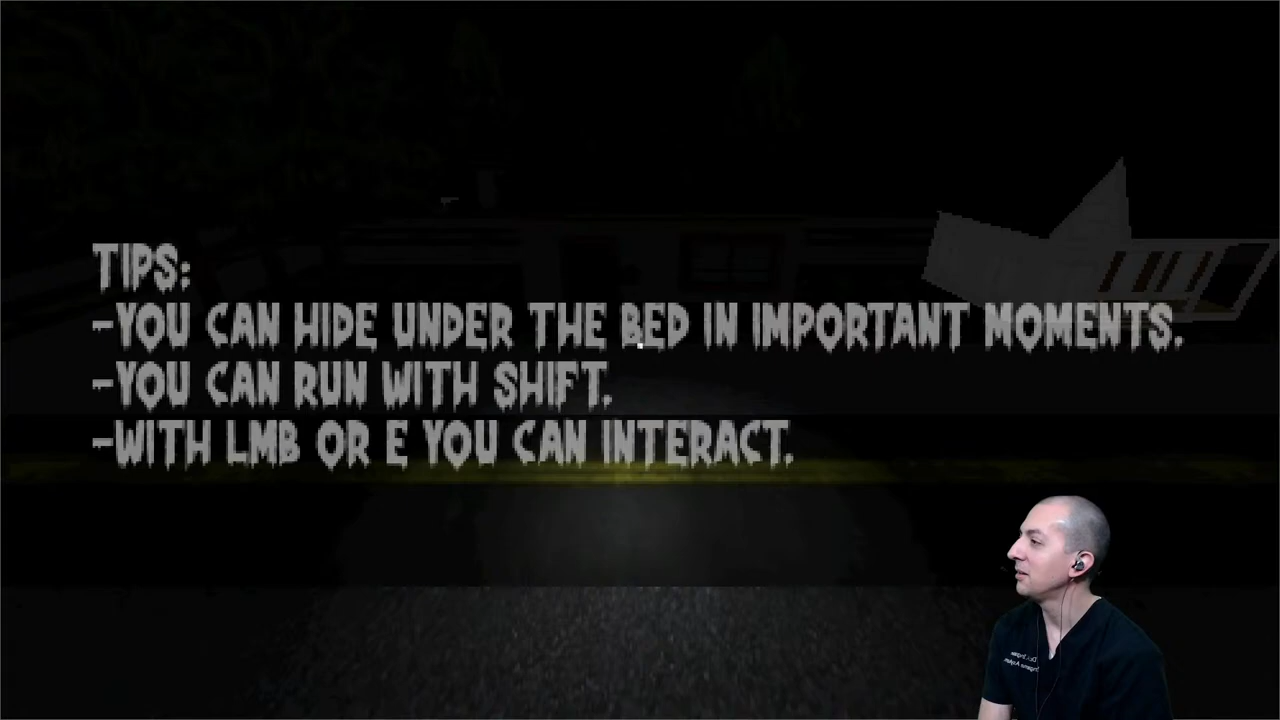 TIPS:
-YOU CAN HIDE UNDER THE BED IN IMPORTANT MOMENTS.
-YOU CAN RUN WITH SHIFT.
-WITH LMB OR E YOU CAN INTERACT.